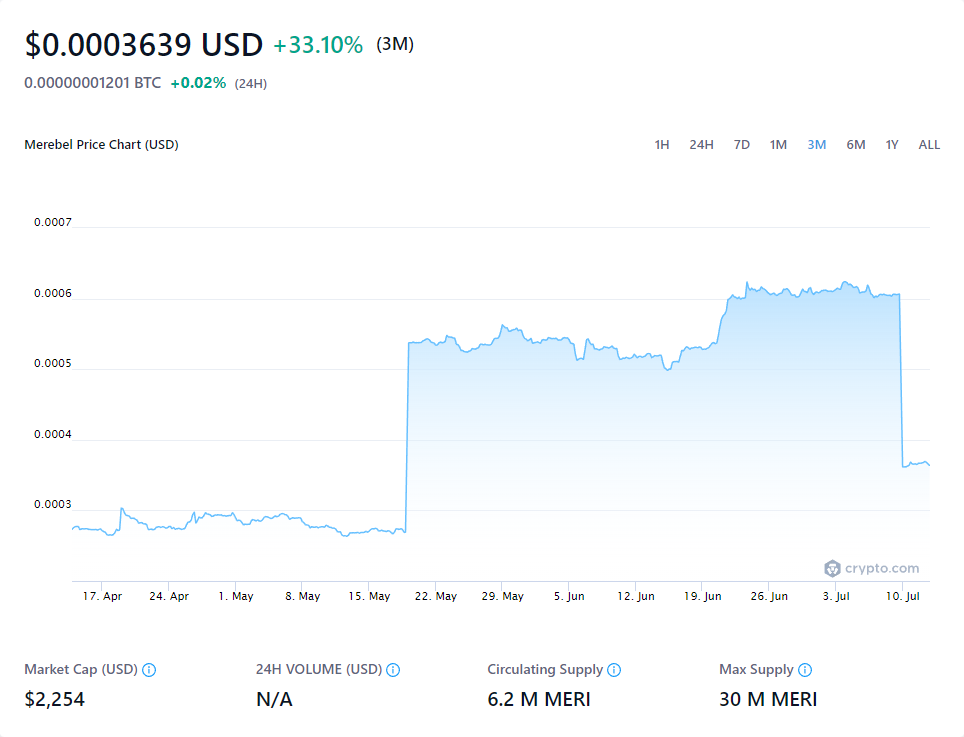 $0.0003639 USD +33.10% (3M)
0.00000001201 BTC +0.02% (24H)
Merebel Price Chart (USD) 1H 24H 7D 1M 3M 6M 1Y ALL
0.0007
0.0006
0.0005
0.0004
0.0003
crypto.com
17. Apr 24. Apr 1. May 8. May 15. May 22. May 29. May 5. Jun 12. Jun 19. Jun 26. Jun 3. Jul 10. Jul
Market Cap (USD) 24H VOLUME (USD) Circulating Supply Max Supply
$2,254 N/A 6.2 M MERI 30 M MERI